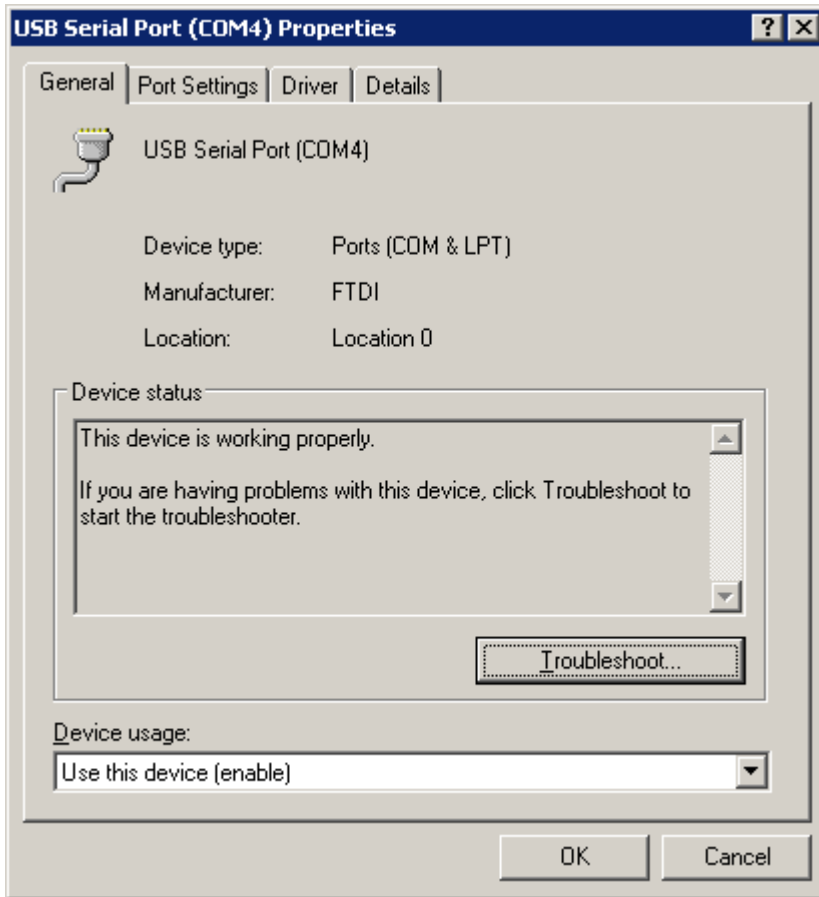 USB Serial Port (COM4) Properties
General Port Settings Driver Details
USB Serial Port (COM4)
Device type: Ports (COM & LPT)
Manufacturer: FTDI
Location: Location 0
Device status
This device is working properly.
If you are having problems with this device, click Troubleshoot to
start the troubleshooter.
Troubleshoot...
Device usage:
Use this device (enable)
OK Cancel